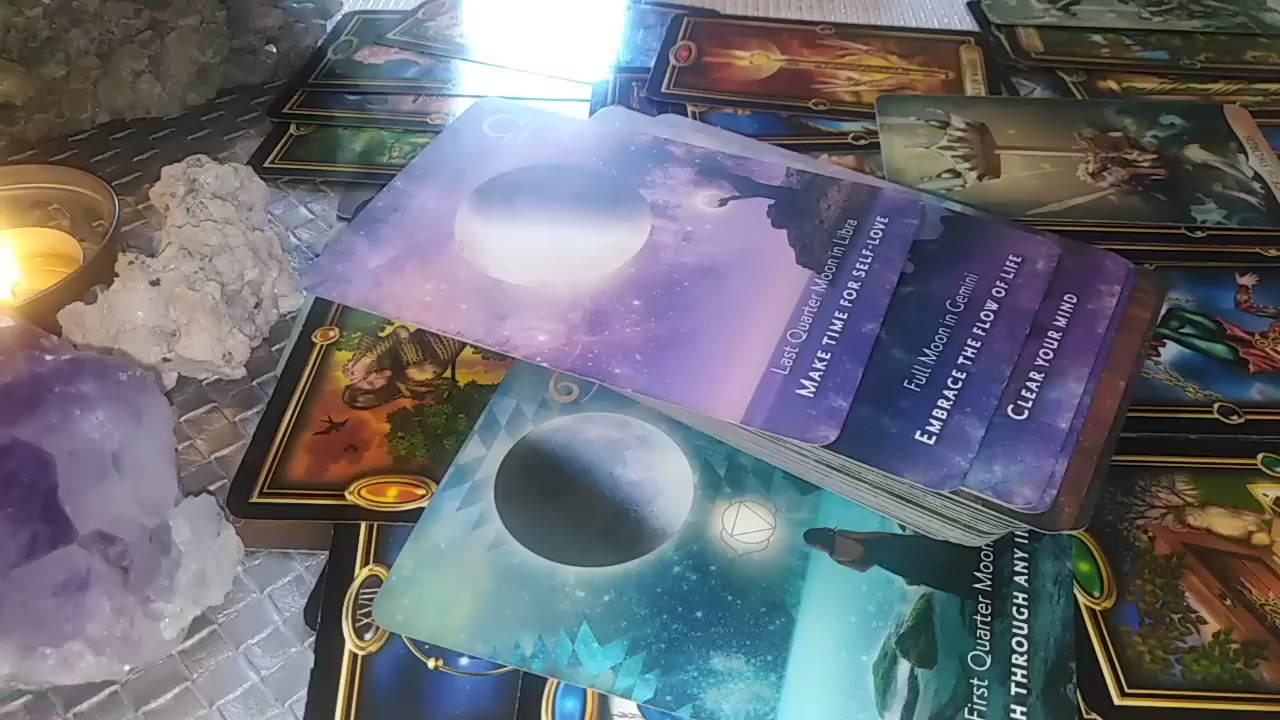 Last Quarter Moon in Libra
MAKE TIME FOR SELF-LOVE
Full Moon in Gemini
EMBRACE THE FLOW OF LIFE
CLEAR YOUR MIND
First Quarter Moon
H THROUGH ANY